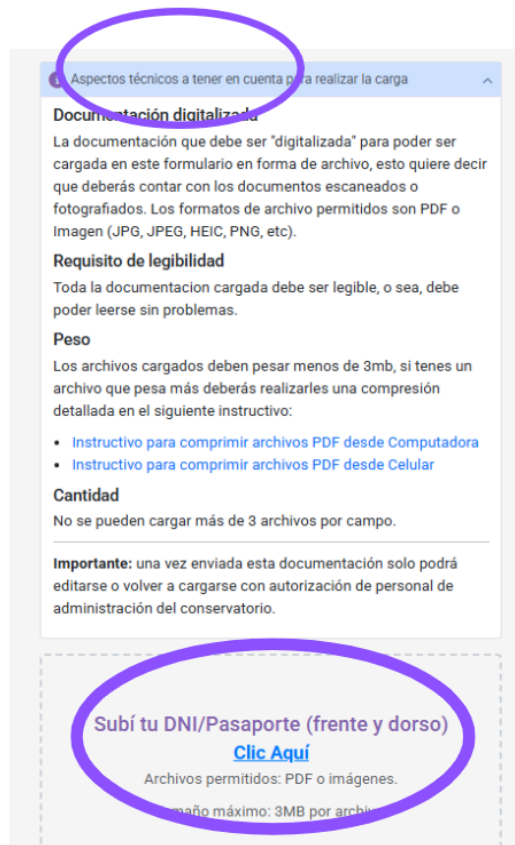 Aspectos técnicos a tener en cuenta para realizar la carga
Documentación digitalizada
La documentación que debe ser "digitalizada" para poder ser
cargada en este formulario en forma de archivo, esto quiere decir
que deberás contar con los documentos escaneados o
fotografiados. Los formatos de archivo permitidos son PDF o
Imagen (JPG, JPEG, HEIC, PNG, etc).
Requisito de legibilidad
Toda la documentacion cargada debe ser legible, o sea, debe
poder leerse sin problemas.
Peso
Los archivos cargados deben pesar menos de 3mb, si tenes un
archivo que pesa más deberás realizarles una compresión
detallada en el siguiente instructivo:
• Instructivo para comprimir archivos PDF desde Computadora
• Instructivo para comprimir archivos PDF desde Celular
Cantidad
No se pueden cargar más de 3 archivos por campo.
Importante: una vez enviada esta documentación solo podrá
editarse o volver a cargarse con autorización de personal de
administración del conservatorio.
Subí tu DNI/Pasaporte (frente y dorso)
Clic Aquí
Archivos permitidos: PDF o imágenes.
máximo: 3MB por